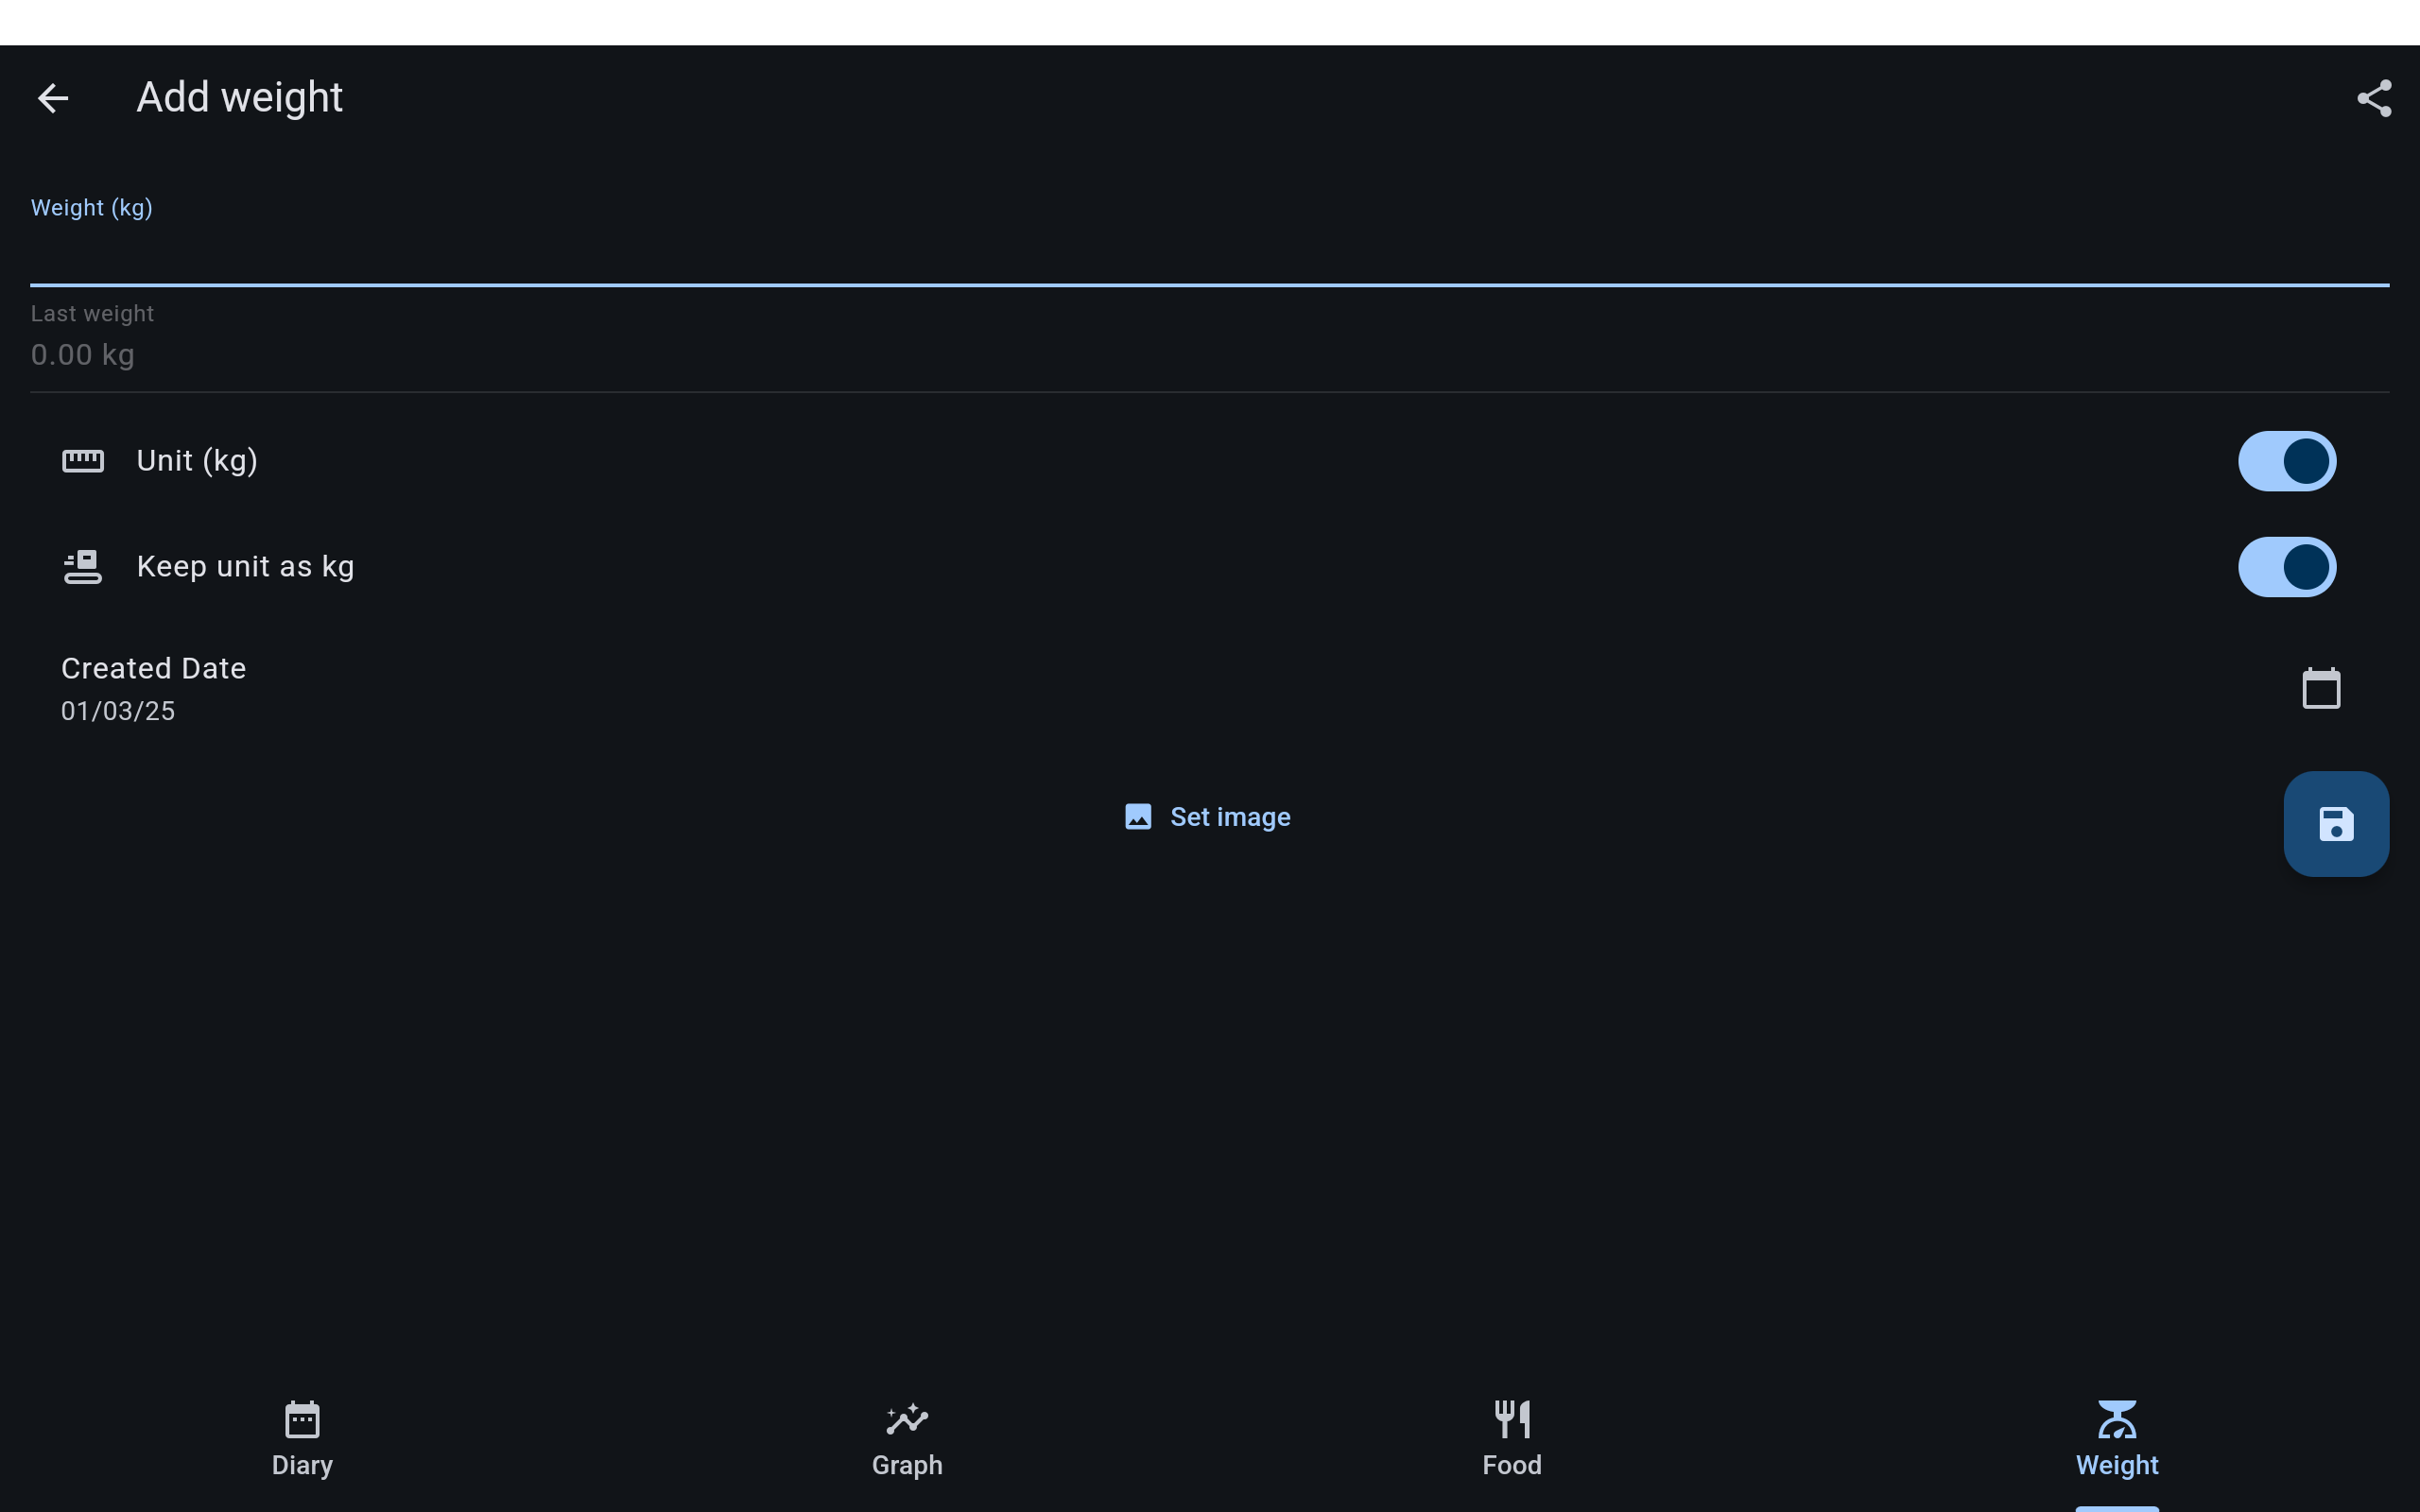 Add weight
Weight (kg)
Last weight
0.00 kg
Unit (kg)
Keep unit as kg
Created Date
01/03/25
Set image
Diary
Graph
Food
Weight